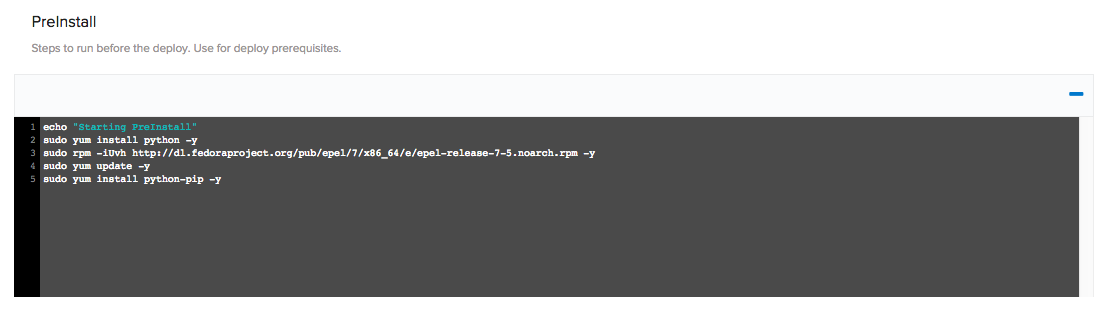 PreInstall
Steps to run before the deploy. Use for deploy prerequisites.
1 echo "Starting PreInstall"
2 sudo yum install python -y
3 sudo rpm -iUvh http://dl.fedoraproject.org/pub/epel/7/x86_64/e/epel-release-7-5.noarch.rpm -y
4 sudo yum update -y
5 sudo yum install python-pip -y